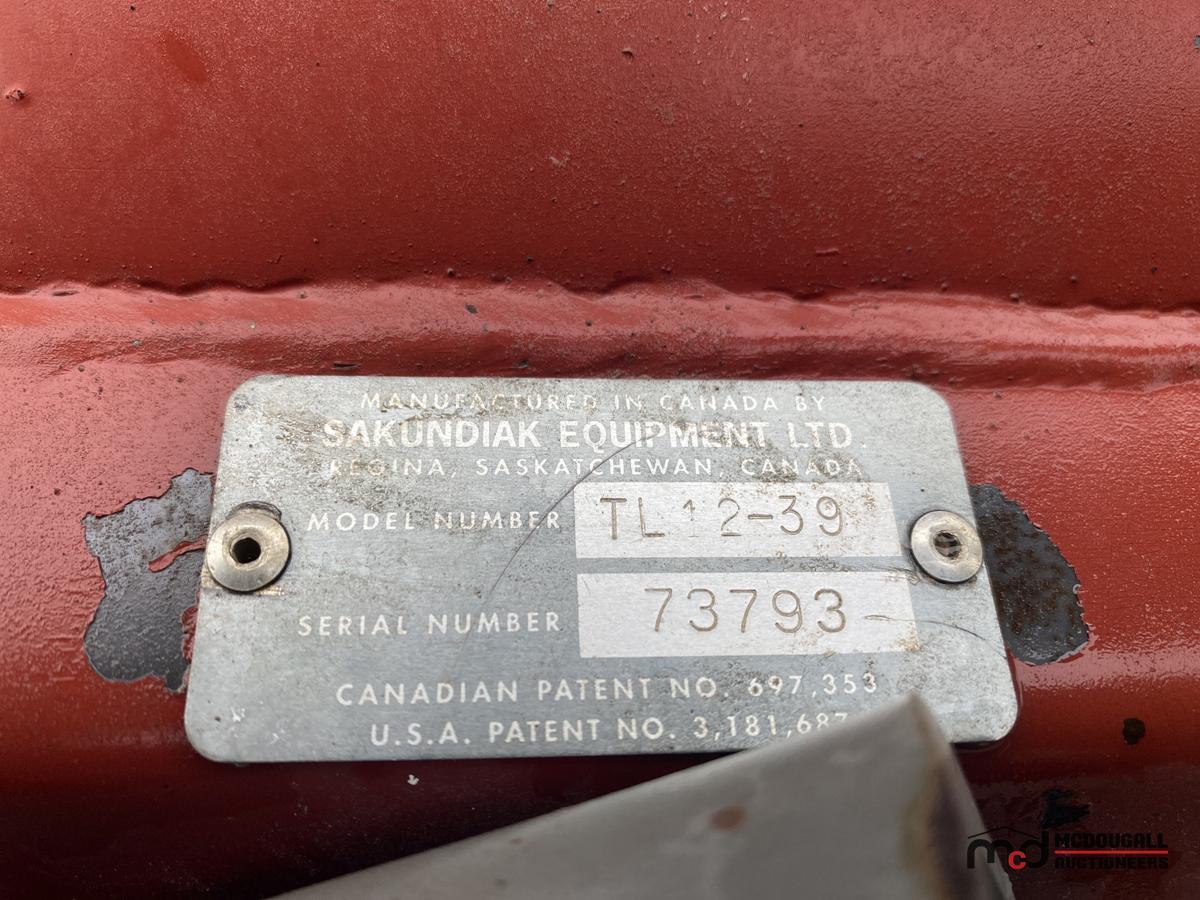 MANUFACTURED IN CANADA BY
SAKUNDIAK EQUIPMENT LTD.
REGINA, SASKATCHEWAN, CANADA
MODEL NUMBER TL12-39
SERIAL NUMBER 73793
CANADIAN PATENT NO. 697,353
U.S.A. PATENT NO. 3,181,687
mcd MCDOUGALL
AUCTIONEERS